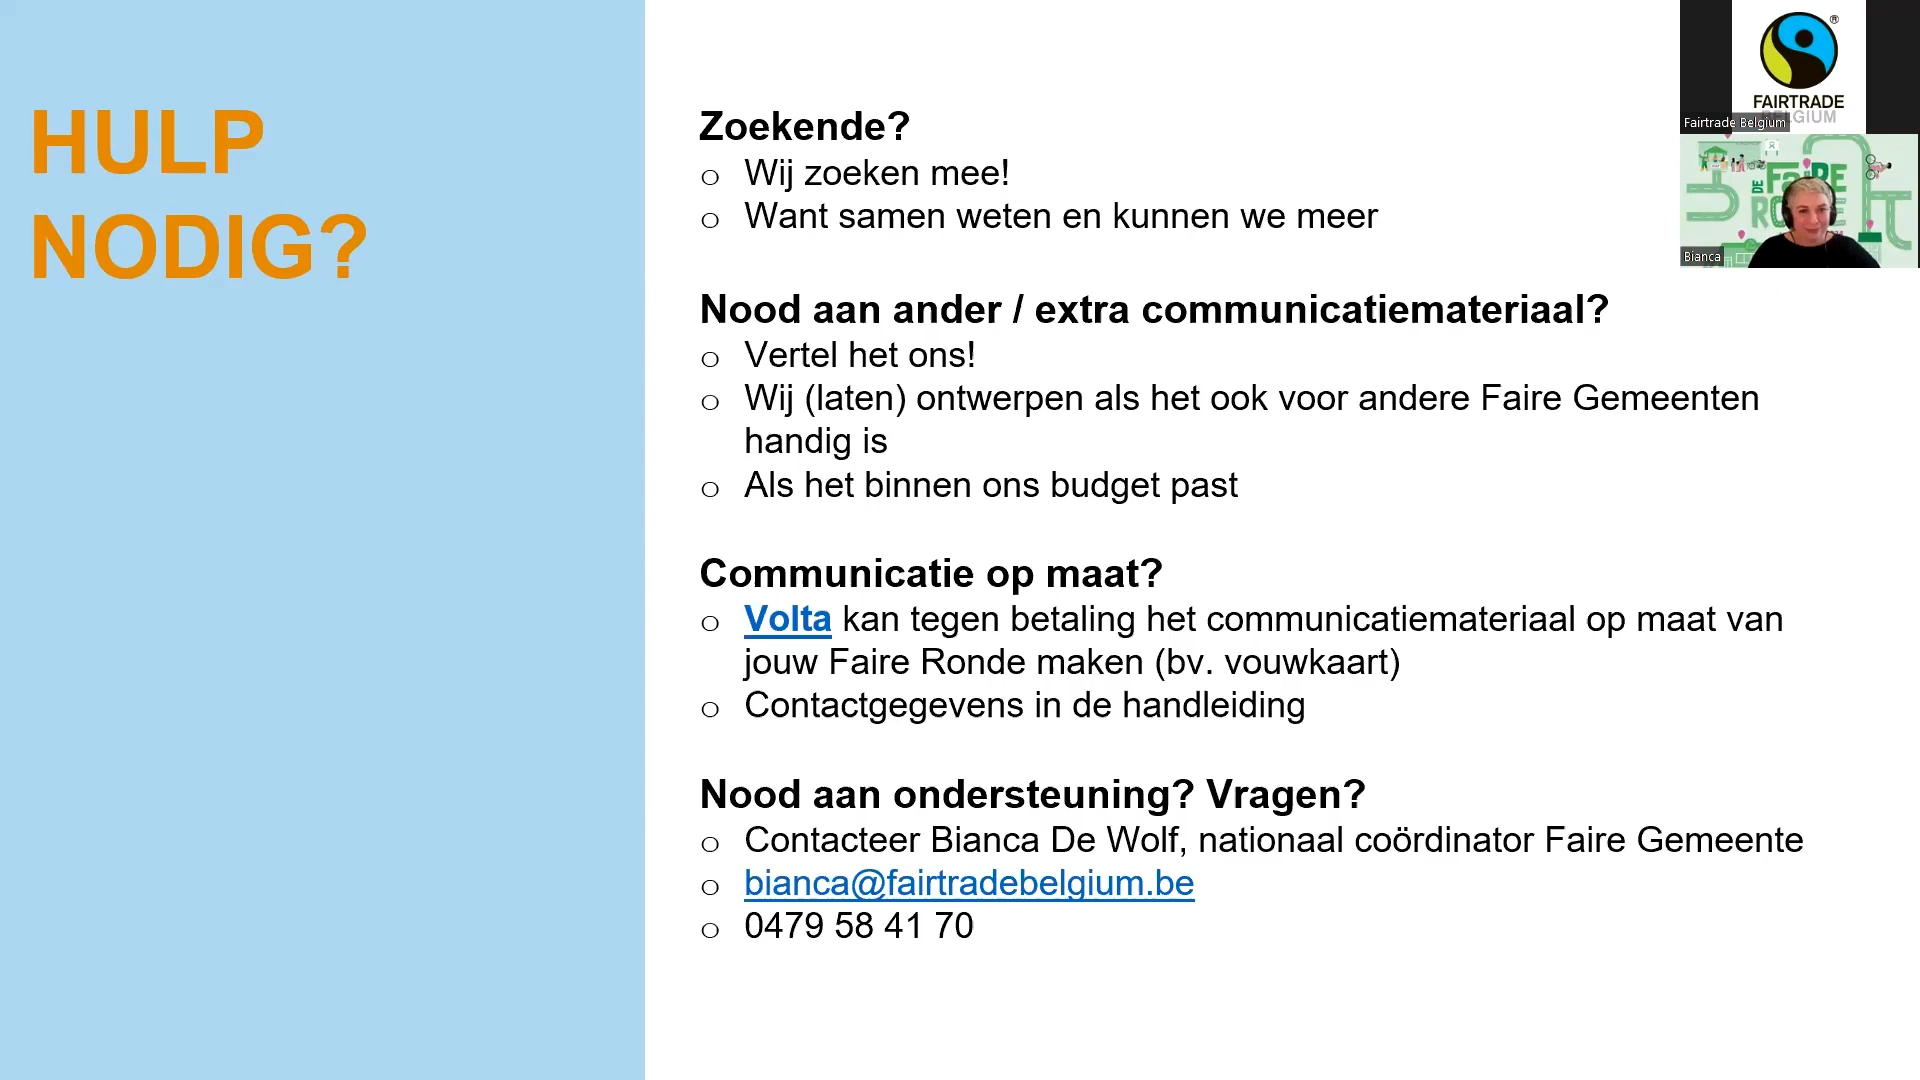 HULP
NODIG?
Zoekende?
o Wij zoeken mee!
o Want samen weten en kunnen we meer
Nood aan ander / extra communicatiemateriaal?
o Vertel het ons!
o Wij (laten) ontwerpen als het ook voor andere Faire Gemeenten
handig is
o Als het binnen ons budget past
Communicatie op maat?
o Volta kan tegen betaling het communicatiemateriaal op maat van
jouw Faire Ronde maken (bv. vouwkaart)
o Contactgegevens in de handleiding
Nood aan ondersteuning? Vragen?
o Contacteer Bianca De Wolf, nationaal coördinator Faire Gemeente
o bianca@fairtradebelgium.be
o 0479 58 41 70
®
FAIRTRADE
BELGIUM
Fairtrade Belgium
DE
Bianca